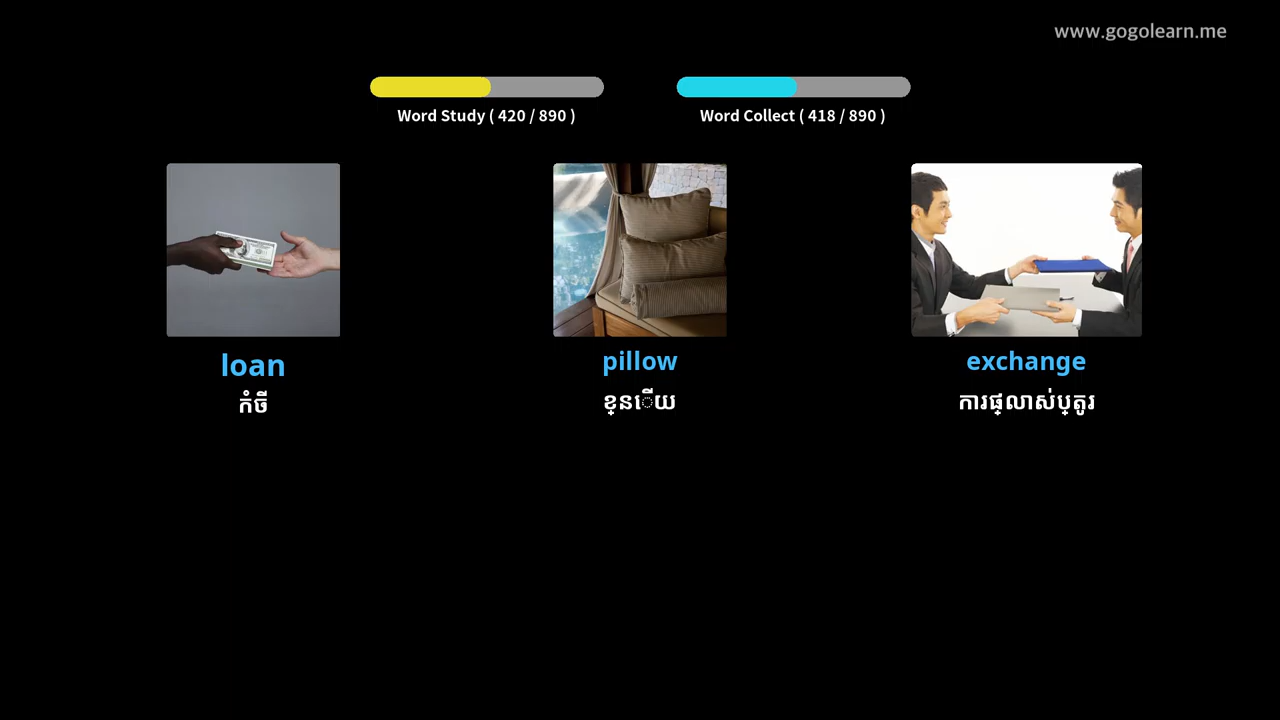 www.gogolearn.me
Word Study ( 420 / 890 )
Word Collect ( 418 / 890 )
loan
pillow
exchange
កំចី
ខ្នើយ
ការផ្លាស់ប្តូរ